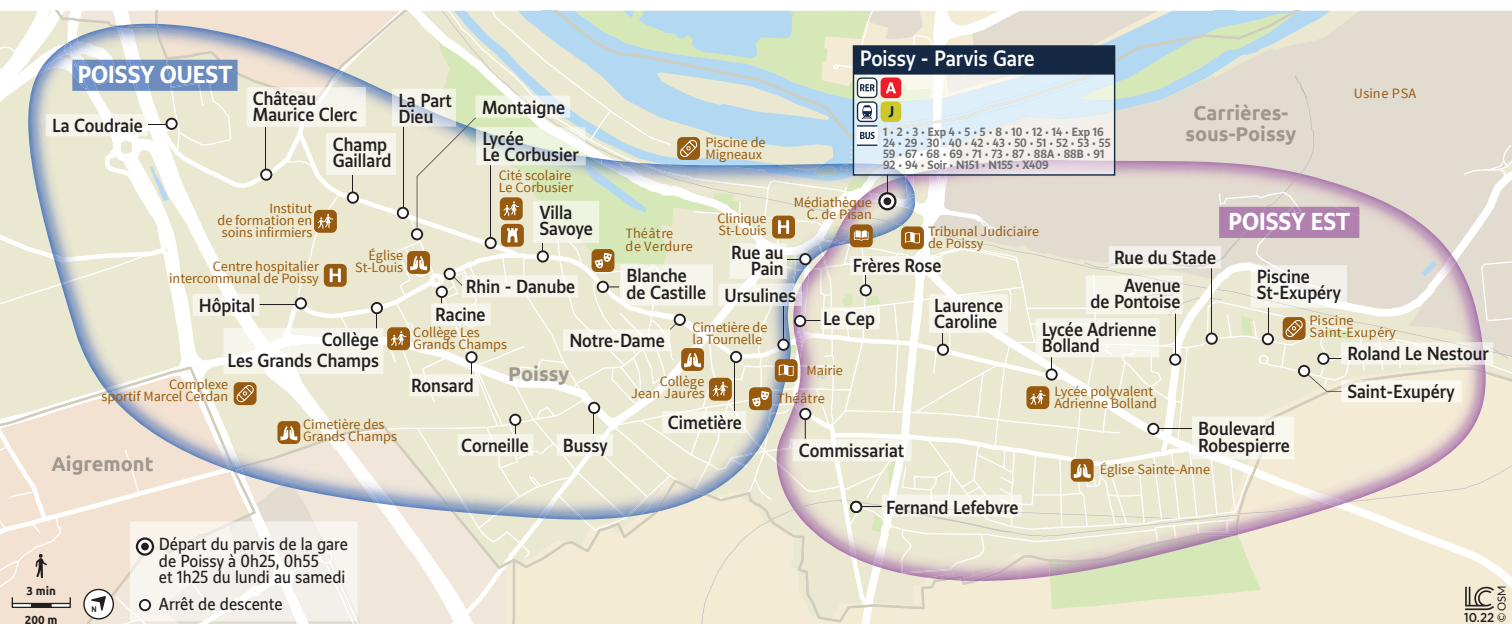 POISSY OUEST
La Coudraie
Château
Maurice Clerc
La Part
Dieu
Montaigne
Champ
Gaillard
Lycée
Le Corbusier
Cité scolaire
Le Corbusier
Institut
de formation en
soins infirmiers
Villa
Savoye
Église
St-Louis
Centre hospitalier
intercommunal de Poissy
Hôpital
Rhin - Danube
Racine
Collège
Les Grands Champs
Collège Les
Grands Champs
Ronsard
Complexe
sportif Marcel Cerdan
Cimetière des
Grands Champs
Aigremont
Poissy
Corneille
Bussy
Théâtre
de Verdure
Blanche
de Castille
Notre-Dame
Cimetière de
la Tournelle
Collège
Jean Jaurès
Cimetière
Piscine de
Migneaux
Clinique
St-Louis
Médiathèque
C. de Pisan
Rue au
Pain
Ursulines
Mairie
Théâtre
Poissy - Parvis Gare
RER A
J
BUS 1 • 2 • 3 • Exp 4 • 5 • 5 • 8 • 10 • 12 • 14 • Exp 16
24 • 29 • 30 • 40 • 42 • 43 • 50 • 51 • 52 • 53 • 55
59 • 67 • 68 • 69 • 71 • 73 • 87 • 88A • 88B • 91
92 • 94 • Soir • N151 • N155 • X409
Usine PSA
Carrières-
sous-Poissy
POISSY EST
Tribunal Judiciaire
de Poissy
Frères Rose
Le Cep
Laurence
Caroline
Rue du Stade
Avenue
de Pontoise
Piscine
St-Exupéry
Piscine
Saint-Exupéry
Lycée Adrienne
Bolland
Roland Le Nestour
Saint-Exupéry
Lycée polyvalent
Adrienne Bolland
Boulevard
Robespierre
Commissariat
Église Sainte-Anne
Fernand Lefebvre
Départ du parvis de la gare
de Poissy à 0h25, 0h55
et 1h25 du lundi au samedi
Arrêt de descente
3 min
200 m
N
LC
10.22 © OSM